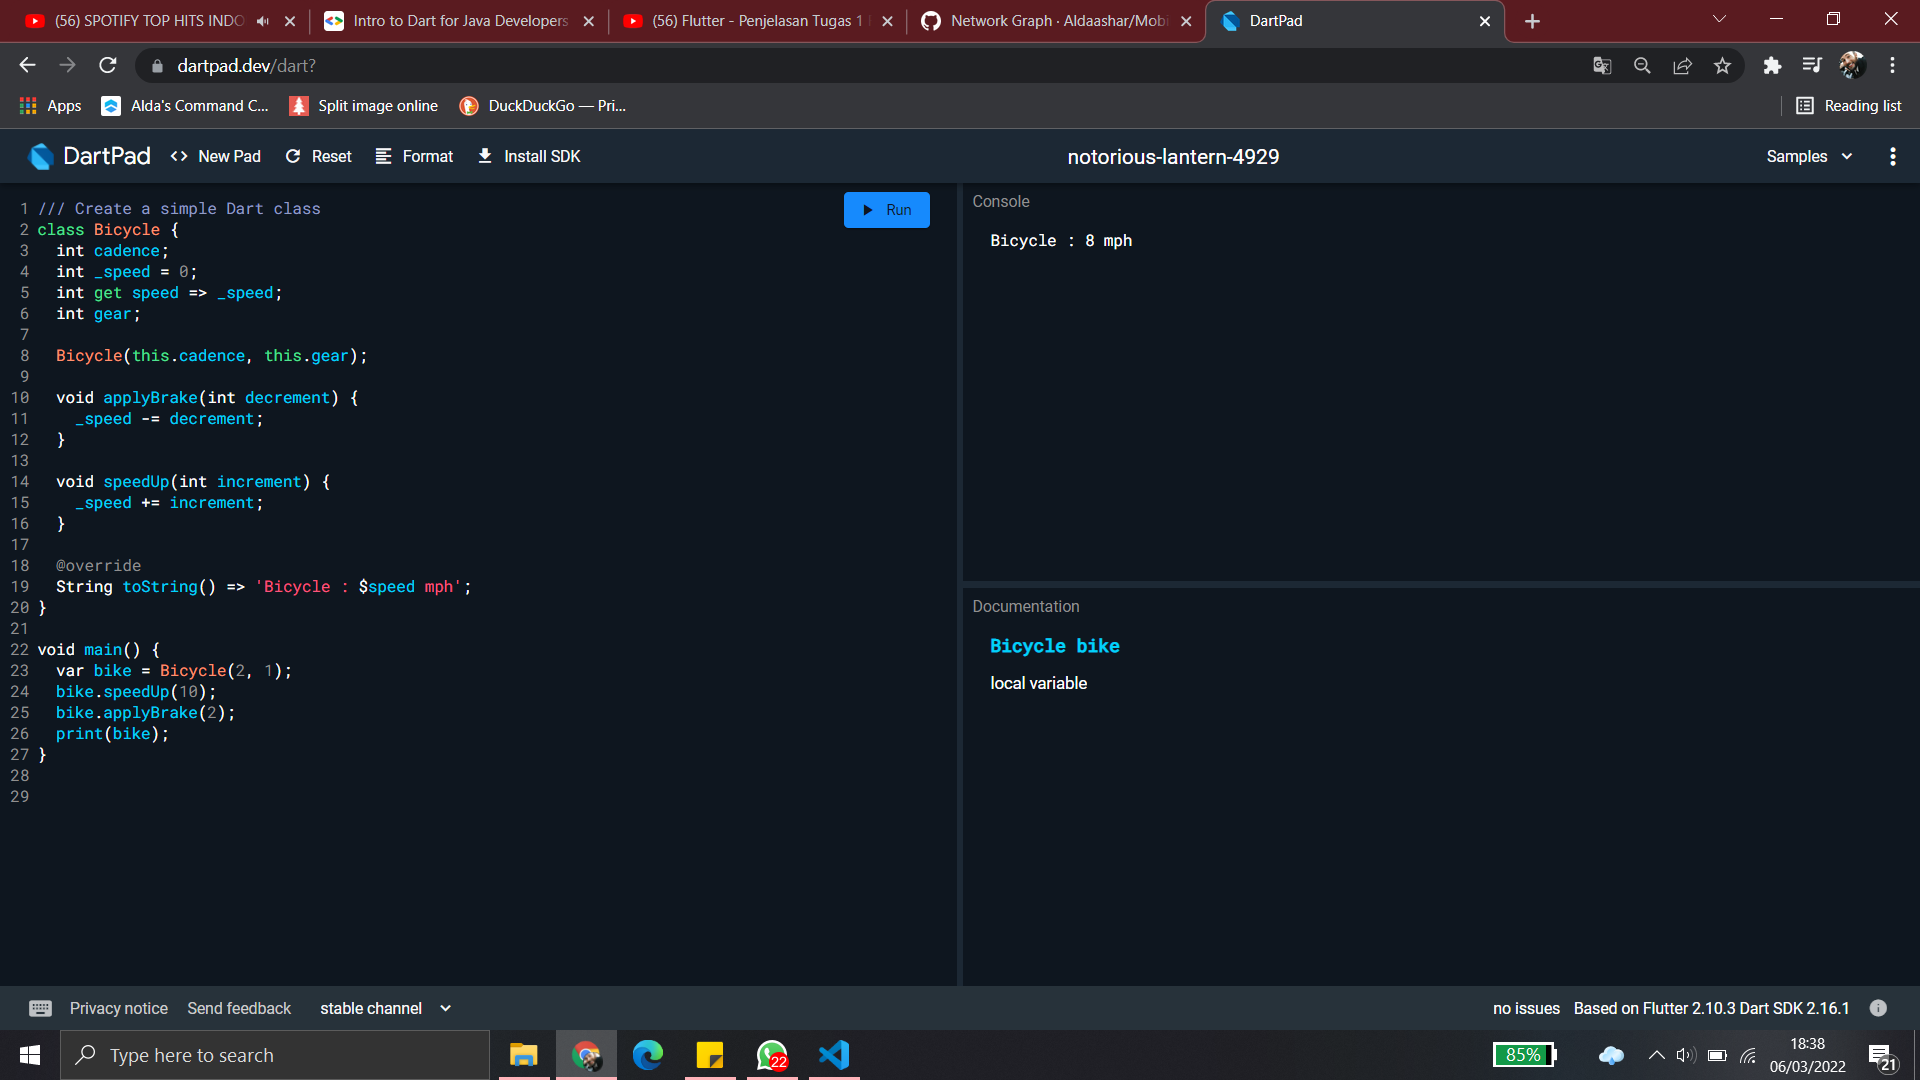 (56) SPOTIFY TOP HITS INDO
Intro to Dart for Java Developers
(56) Flutter - Penjelasan Tugas 1
Network Graph · Aldaashar/Mobi
DartPad
dartpad.dev/dart?
Apps
Alda's Command C...
Split image online
DuckDuckGo — Pri...
Reading list
DartPad
<> New Pad
Reset
Format
Install SDK
notorious-lantern-4929
Samples
Run
1 /// Create a simple Dart class
2 class Bicycle {
3   int cadence;
4   int _speed = 0;
5   int get speed => _speed;
6   int gear;
7
8   Bicycle(this.cadence, this.gear);
9
10   void applyBrake(int decrement) {
11     _speed -= decrement;
12   }
13
14   void speedUp(int increment) {
15     _speed += increment;
16   }
17
18   @override
19   String toString() => 'Bicycle : $speed mph';
20 }
21
22 void main() {
23   var bike = Bicycle(2, 1);
24   bike.speedUp(10);
25   bike.applyBrake(2);
26   print(bike);
27 }
28
29
Console
Bicycle : 8 mph
Documentation
Bicycle bike
local variable
Privacy notice
Send feedback
stable channel
no issues
Based on Flutter 2.10.3 Dart SDK 2.16.1
Type here to search
22
85%
18:38
06/03/2022
21